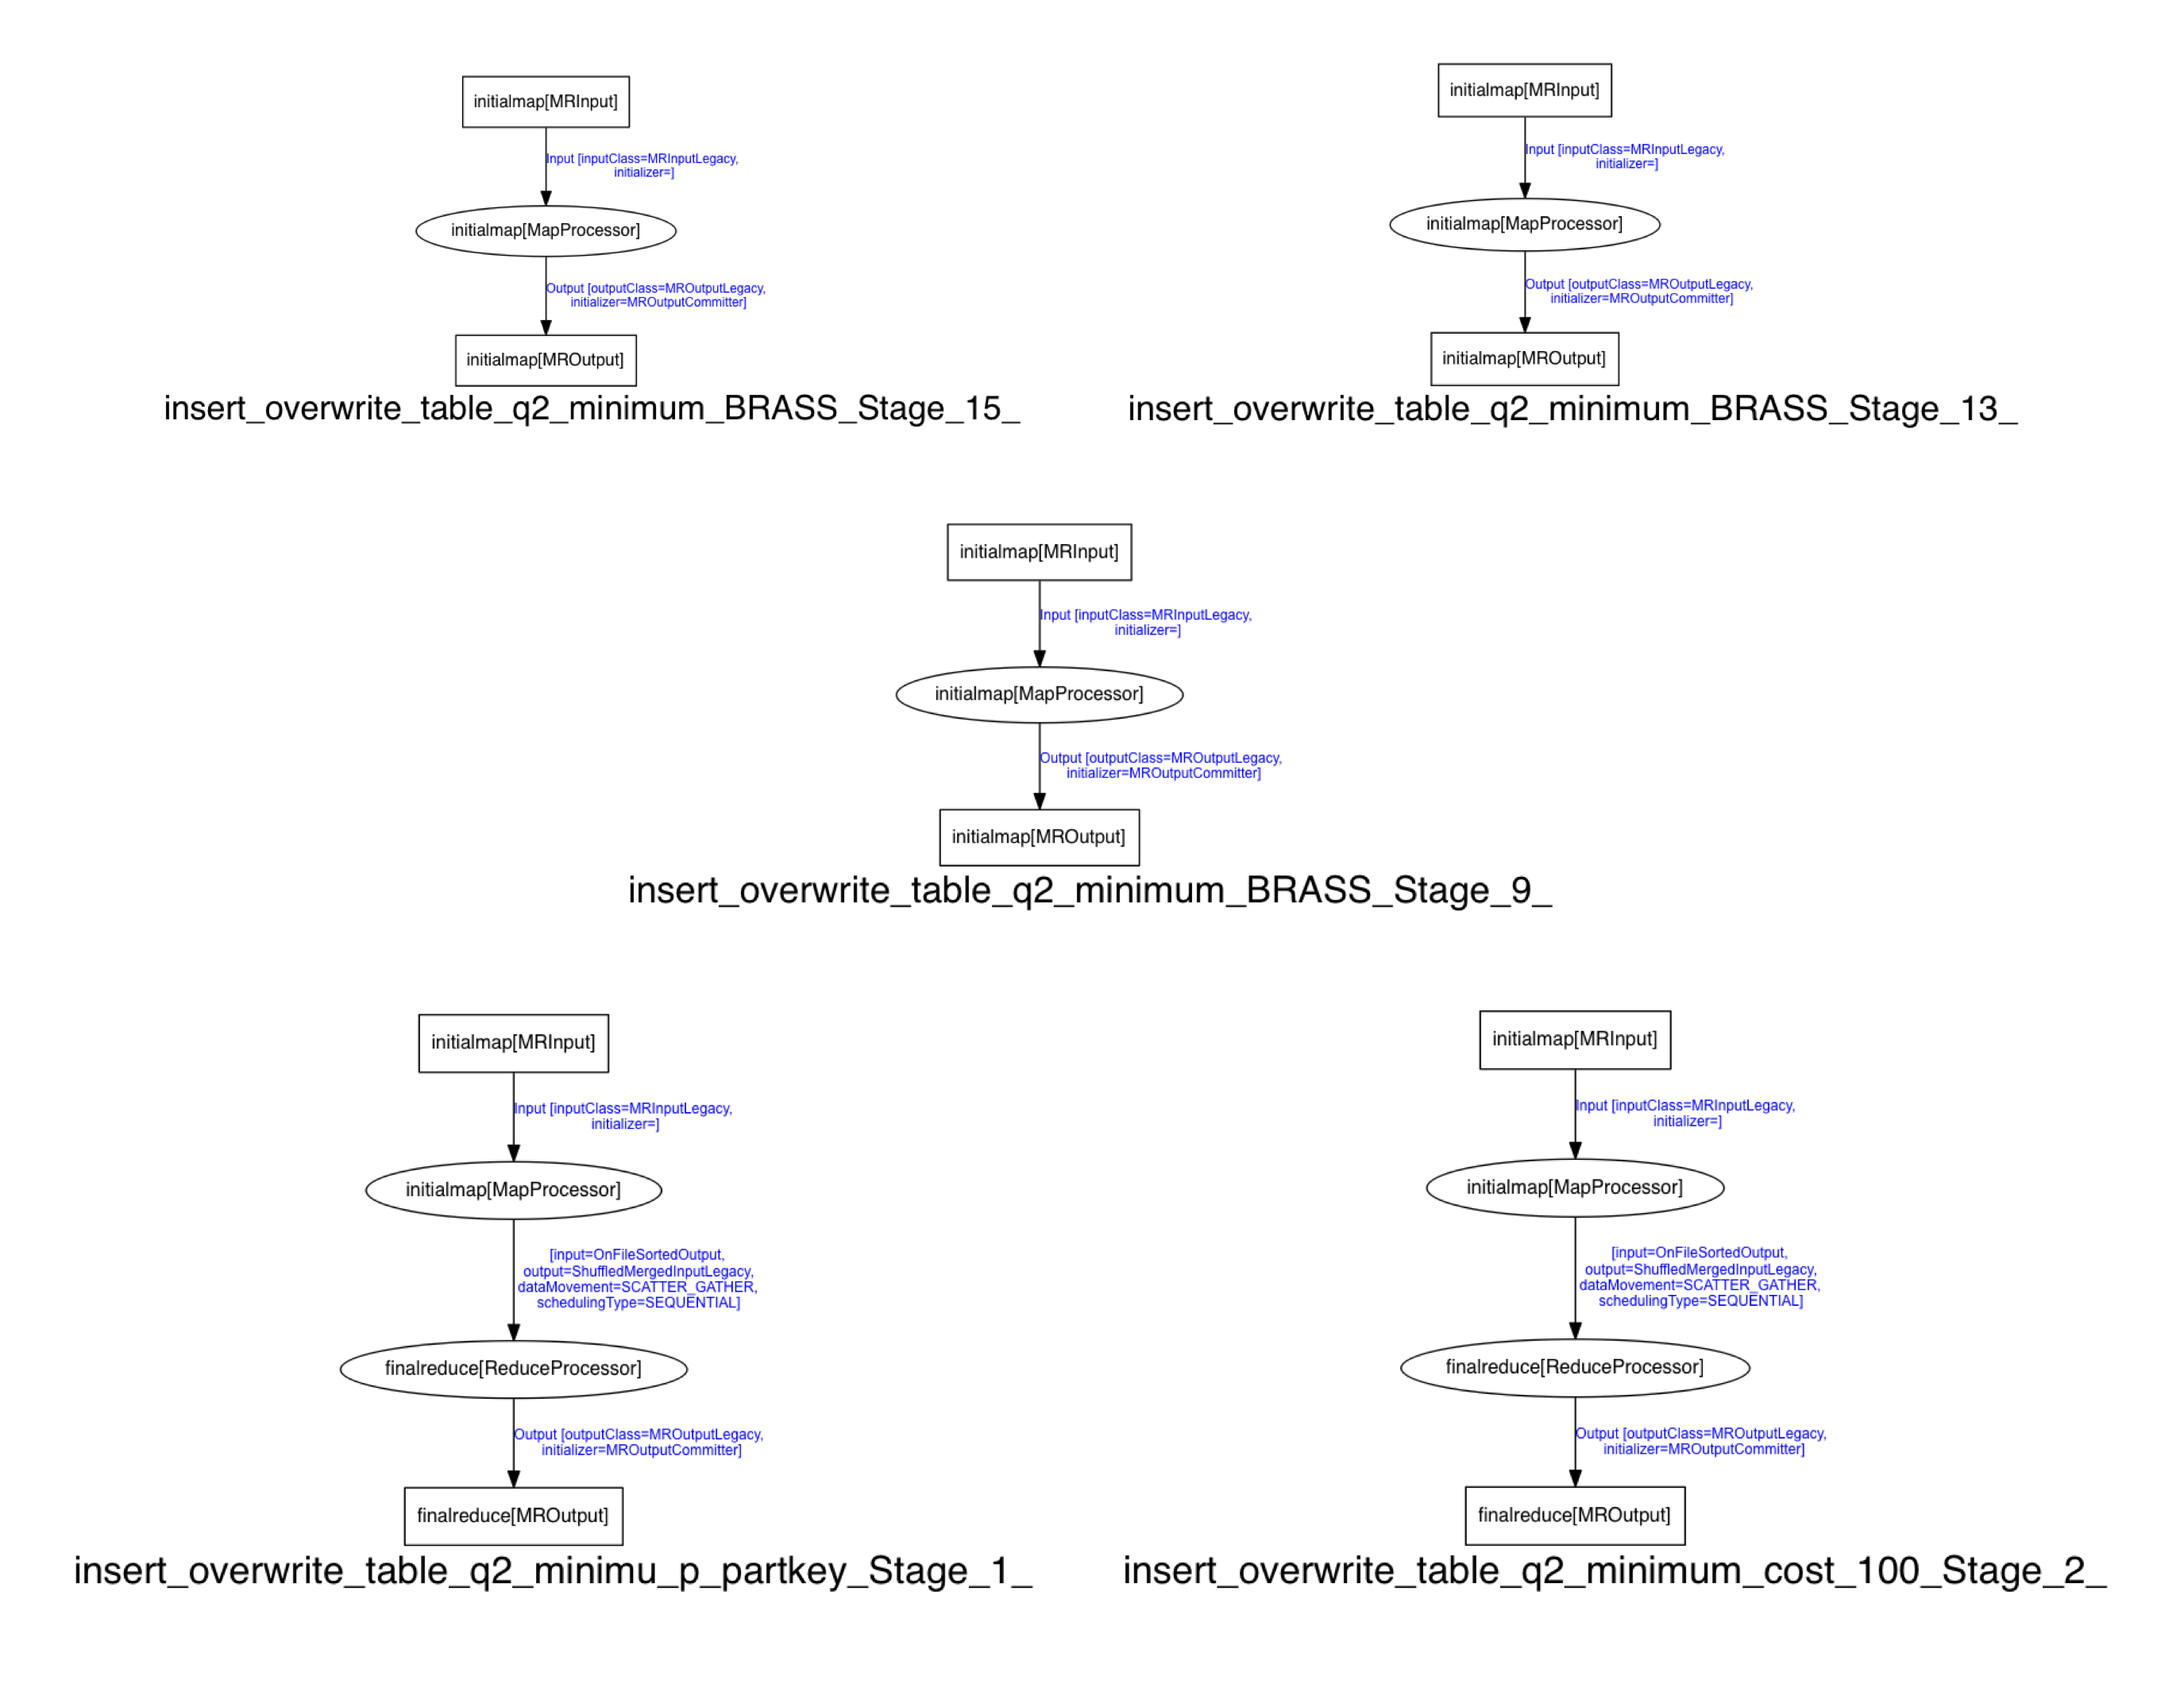 initialmap[MRInput]
Input [inputClass=MRInputLegacy,
initializer=]
initialmap[MapProcessor]
Output [outputClass=MROutputLegacy,
initializer=MROutputCommitter]
initialmap[MROutput]
insert_overwrite_table_q2_minimum_BRASS_Stage_15_
initialmap[MRInput]
Input [inputClass=MRInputLegacy,
initializer=]
initialmap[MapProcessor]
Output [outputClass=MROutputLegacy,
initializer=MROutputCommitter]
initialmap[MROutput]
insert_overwrite_table_q2_minimum_BRASS_Stage_13_
initialmap[MRInput]
Input [inputClass=MRInputLegacy,
initializer=]
initialmap[MapProcessor]
Output [outputClass=MROutputLegacy,
initializer=MROutputCommitter]
initialmap[MROutput]
insert_overwrite_table_q2_minimum_BRASS_Stage_9_
initialmap[MRInput]
Input [inputClass=MRInputLegacy,
initializer=]
initialmap[MapProcessor]
[input=OnFileSortedOutput,
output=ShuffledMergedInputLegacy,
dataMovement=SCATTER_GATHER,
schedulingType=SEQUENTIAL]
finalreduce[ReduceProcessor]
Output [outputClass=MROutputLegacy,
initializer=MROutputCommitter]
finalreduce[MROutput]
insert_overwrite_table_q2_minimu_p_partkey_Stage_1_
initialmap[MRInput]
Input [inputClass=MRInputLegacy,
initializer=]
initialmap[MapProcessor]
[input=OnFileSortedOutput,
output=ShuffledMergedInputLegacy,
dataMovement=SCATTER_GATHER,
schedulingType=SEQUENTIAL]
finalreduce[ReduceProcessor]
Output [outputClass=MROutputLegacy,
initializer=MROutputCommitter]
finalreduce[MROutput]
insert_overwrite_table_q2_minimum_cost_100_Stage_2_